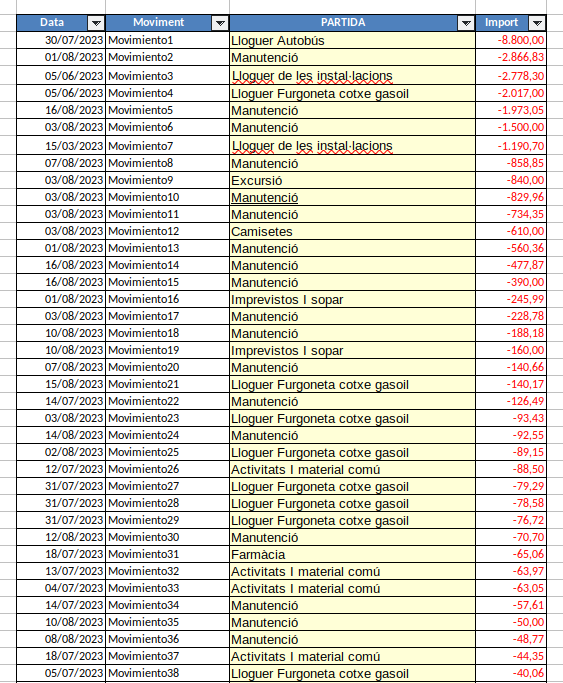 Data Moviment PARTIDA Import
30/07/2023 Movimiento1 Lloguer Autobús -8.800,00
01/08/2023 Movimiento2 Manutenció -2.866,83
05/06/2023 Movimiento3 Lloguer de les instal·lacions -2.778,30
05/06/2023 Movimiento4 Lloguer Furgoneta cotxe gasoil -2.017,00
16/08/2023 Movimiento5 Manutenció -1.973,05
03/08/2023 Movimiento6 Manutenció -1.500,00
15/03/2023 Movimiento7 Lloguer de les instal·lacions -1.190,70
07/08/2023 Movimiento8 Manutenció -858,85
03/08/2023 Movimiento9 Excursió -840,00
03/08/2023 Movimiento10 Manutenció -829,96
03/08/2023 Movimiento11 Manutenció -734,35
03/08/2023 Movimiento12 Camisetes -610,00
01/08/2023 Movimiento13 Manutenció -560,36
16/08/2023 Movimiento14 Manutenció -477,87
16/08/2023 Movimiento15 Manutenció -390,00
01/08/2023 Movimiento16 Imprevistos I sopar -245,99
03/08/2023 Movimiento17 Manutenció -228,78
10/08/2023 Movimiento18 Manutenció -188,18
10/08/2023 Movimiento19 Imprevistos I sopar -160,00
07/08/2023 Movimiento20 Manutenció -140,66
15/08/2023 Movimiento21 Lloguer Furgoneta cotxe gasoil -140,17
14/07/2023 Movimiento22 Manutenció -126,49
03/08/2023 Movimiento23 Lloguer Furgoneta cotxe gasoil -93,43
14/08/2023 Movimiento24 Manutenció -92,55
02/08/2023 Movimiento25 Lloguer Furgoneta cotxe gasoil -89,15
12/07/2023 Movimiento26 Activitats I material comú -88,50
31/07/2023 Movimiento27 Lloguer Furgoneta cotxe gasoil -79,29
31/07/2023 Movimiento28 Lloguer Furgoneta cotxe gasoil -78,58
31/07/2023 Movimiento29 Lloguer Furgoneta cotxe gasoil -76,72
12/08/2023 Movimiento30 Manutenció -70,70
18/07/2023 Movimiento31 Farmàcia -65,06
13/07/2023 Movimiento32 Activitats I material comú -63,97
04/07/2023 Movimiento33 Activitats I material comú -63,05
14/07/2023 Movimiento34 Manutenció -57,61
10/08/2023 Movimiento35 Manutenció -50,00
08/08/2023 Movimiento36 Manutenció -48,77
18/07/2023 Movimiento37 Activitats I material comú -44,35
05/07/2023 Movimiento38 Lloguer Furgoneta cotxe gasoil -40,06